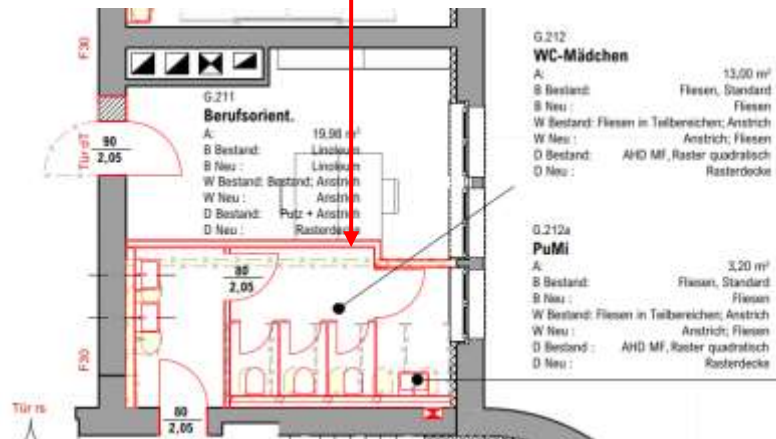 F30
G.211
Berufsorient.
A: 19,98 m²
B Bestand: Linoleum
B Neu : Linoleum
W Bestand: Bestand; Anstrich
W Neu : Anstrich
D Bestand: Putz + Anstrich
D Neu : Rasterdecke
Tür oT
90
2,05
80
2,05
F30
Tür rs
80
2,05
G.212
WC-Mädchen
A: 13,00 m²
B Bestand: Fliesen, Standard
B Neu : Fliesen
W Bestand: Fliesen in Teilbereichen; Anstrich
W Neu : Anstrich; Fliesen
D Bestand: AHD MF, Raster quadratisch
D Neu : Rasterdecke
G.212a
PuMi
A: 3,20 m²
B Bestand: Fliesen, Standard
B Neu : Fliesen
W Bestand: Fliesen in Teilbereichen; Anstrich
W Neu : Anstrich; Fliesen
D Bestand : AHD MF, Raster quadratisch
D Neu : Rasterdecke